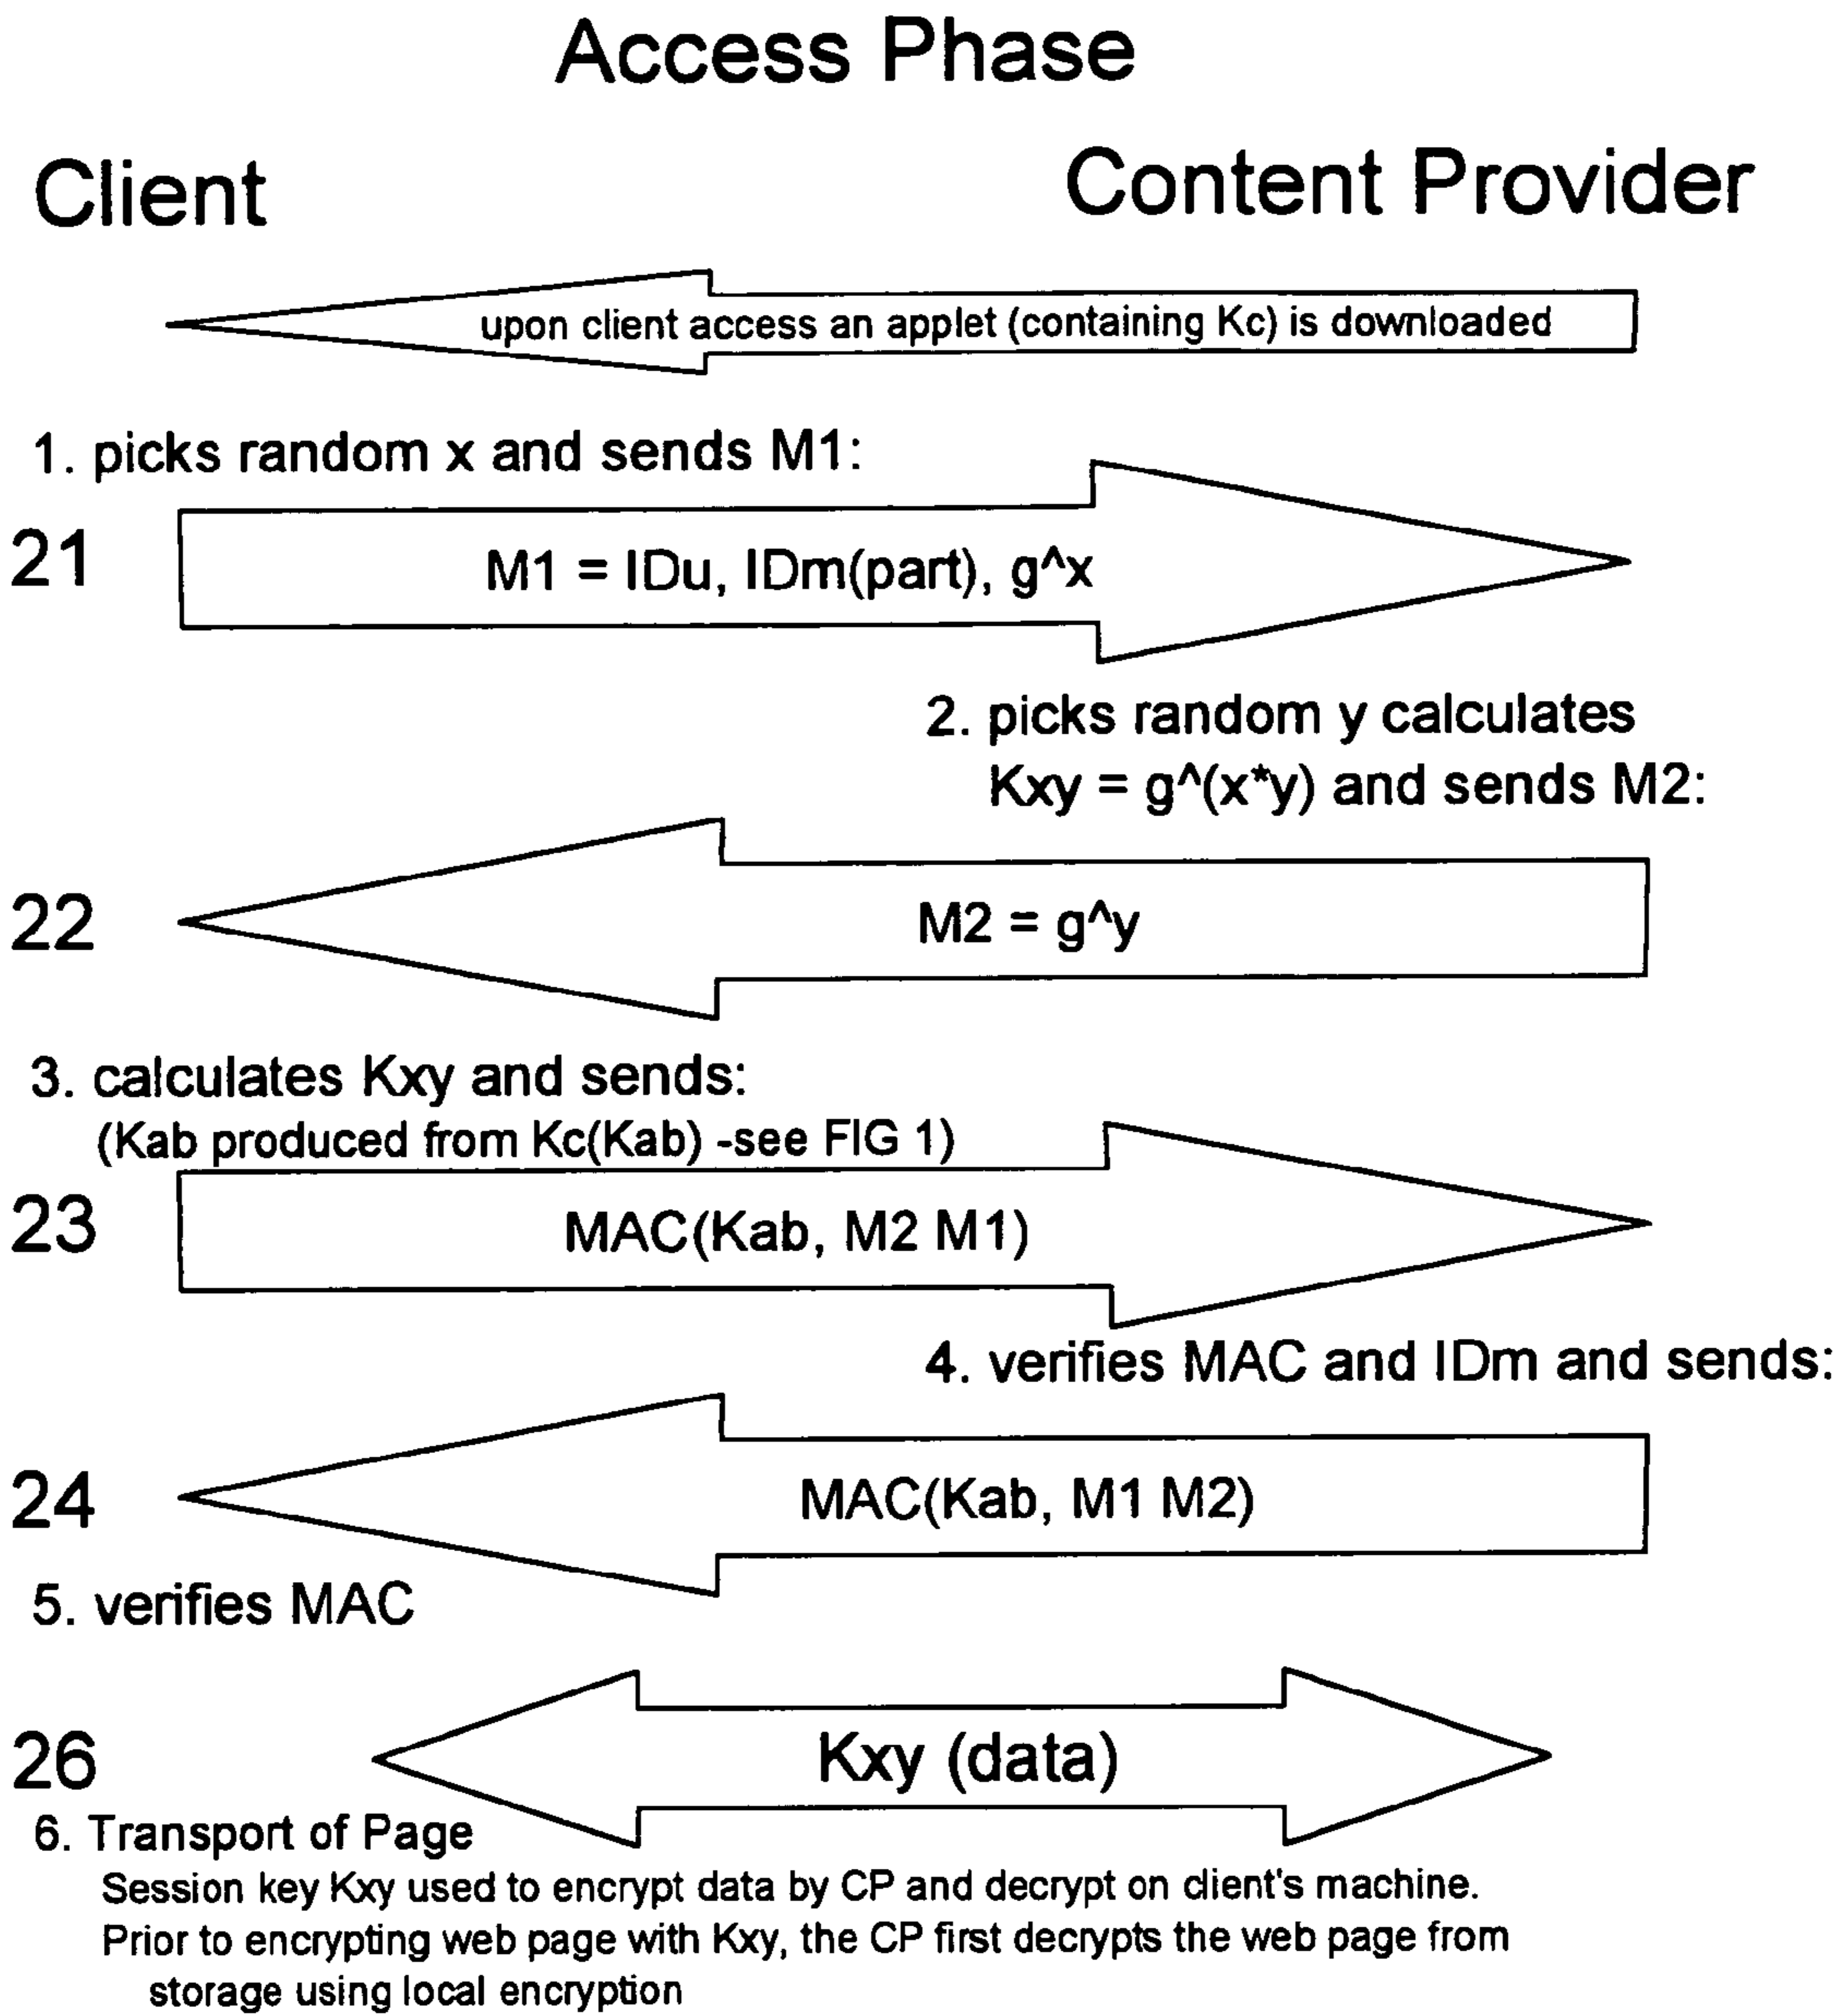 Access Phase
Client
Content Provider
upon client access an applet (containing Kc) is downloaded
1. picks random x and sends M1:
21
M1 = IDu, IDm(part), g^x
2. picks random y calculates
Kxy = g^(x*y) and sends M2:
22
M2 = g^y
3. calculates Kxy and sends:
(Kab produced from Kc(Kab) -see FIG 1)
23
MAC(Kab, M2 M1)
4. verifies MAC and IDm and sends:
24
MAC(Kab, M1 M2)
5. verifies MAC
26
Kxy (data)
6. Transport of Page
Session key Kxy used to encrypt data by CP and decrypt on client's machine.
Prior to encrypting web page with Kxy, the CP first decrypts the web page from
storage using local encryption